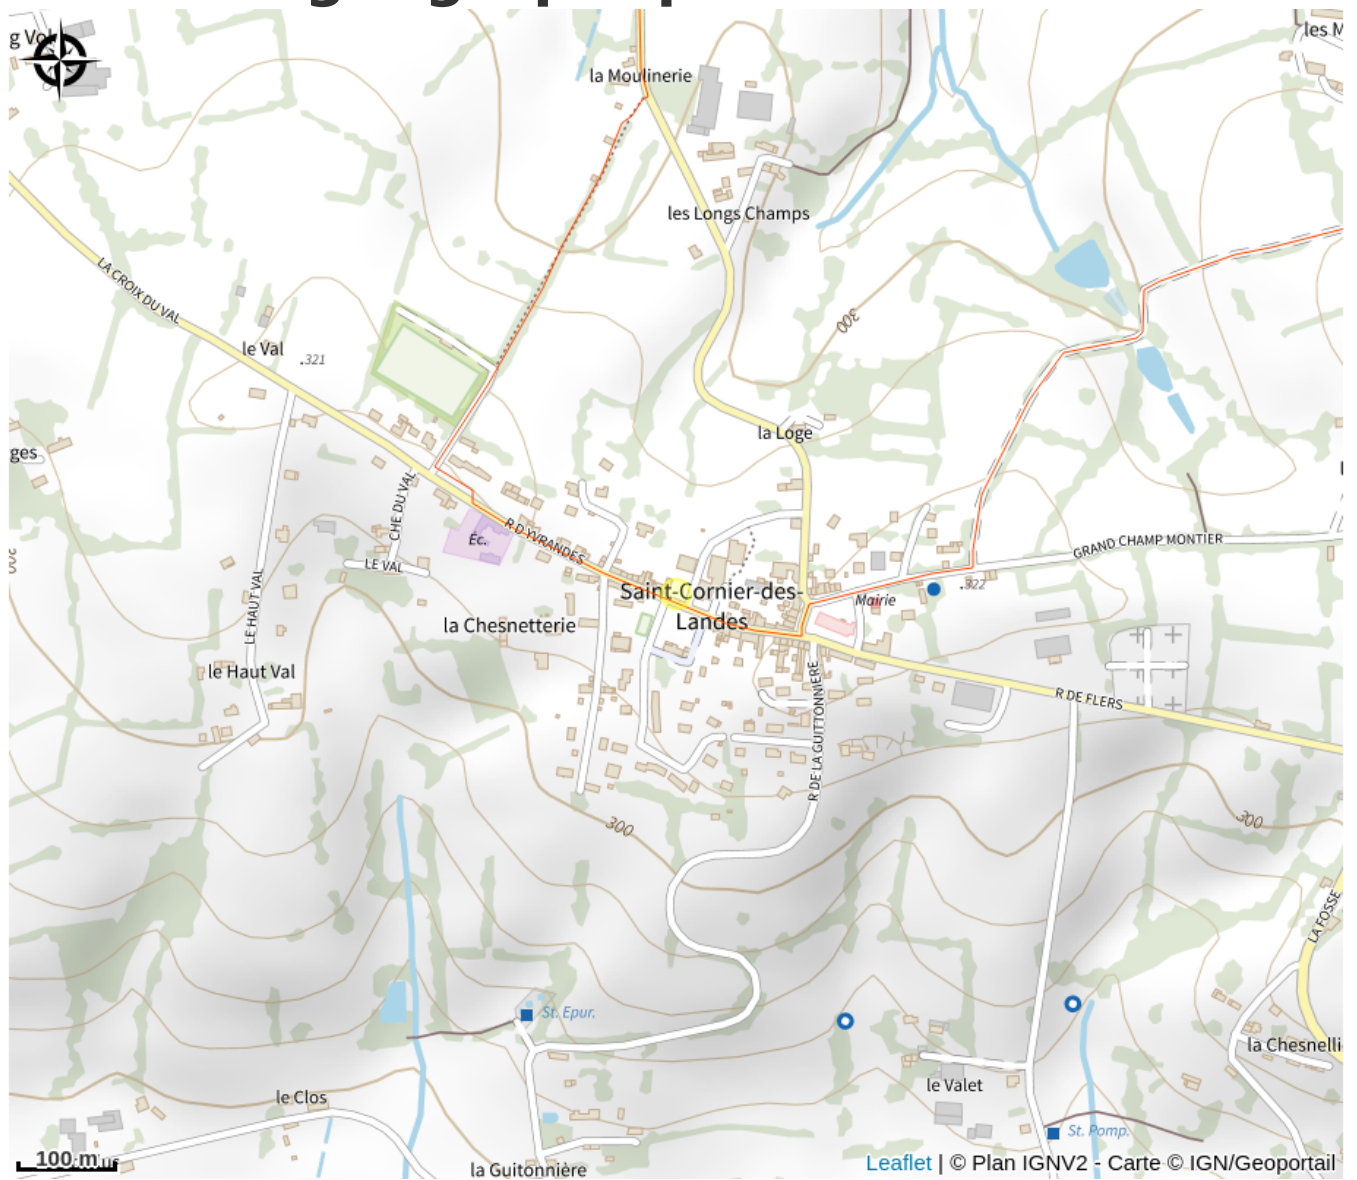 g Vo
la Moulinerie
les M
les Longs Champs
LA CROIX DU VAL
300
le Val
.321
la Loge
ges
CHE DU VAL
R D YVRANDES
Éc.
GRAND CHAMP MONTIER
LE VAL
.322
Saint-Cornier-des-
Landes
Mairie
LE HAUT VAL
la Chesnetterie
le Haut Val
R DE LA GUITTONNIERE
R DE FLERS
300
300
LA FOSSE
St. Epur.
la Chesnelli
le Valet
le Clos
St. Pomp.
100 m
la Guitonnière
Leaflet | © Plan IGNV2 - Carte © IGN/Geoportail